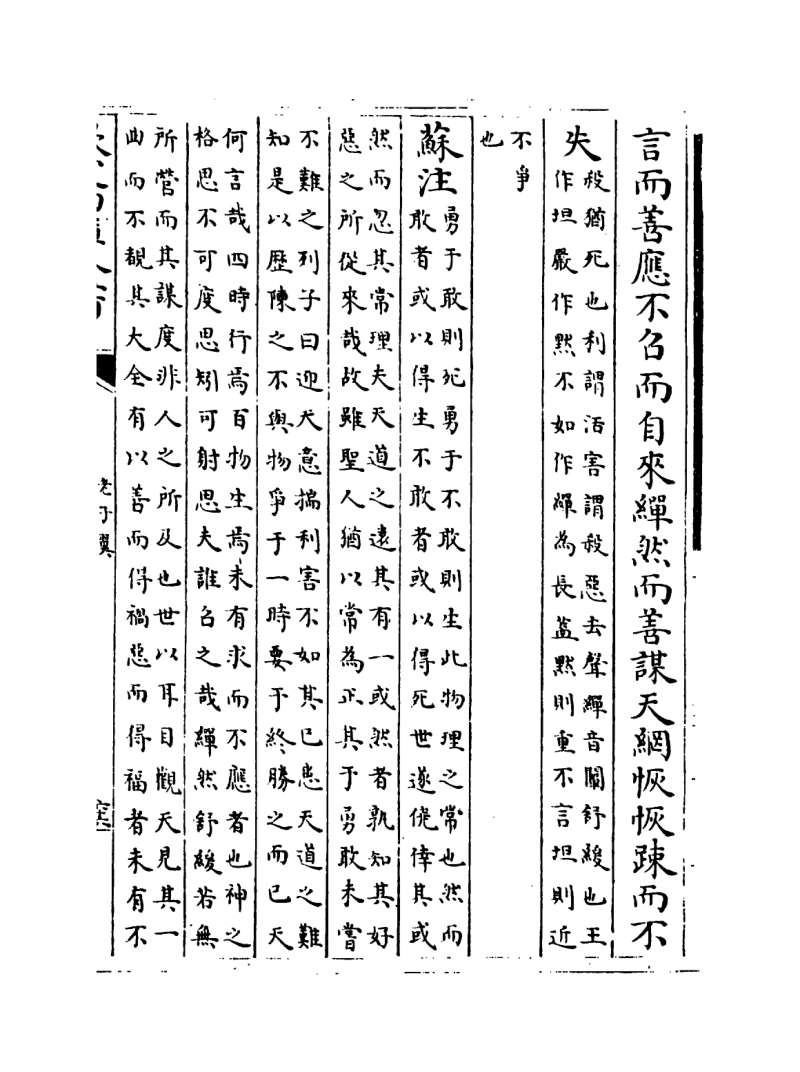 言而善應不召而自來繟然而善謀天網恢恢踈而不
失
殺猶死也利謂活害謂殺惡去聲繟音闡舒緩也王
作坦嚴作黙不如作繟為長葢黙則重不言坦則近
不爭
也
蘇注
勇于敢則死勇于不敢則生此物理之常也然而
敢者或以得生不敢者或以得死世遂僥倖其或
然而忽其常理夫天道之遠其有一或然者孰知其好
惡之所從來哉故雖聖人猶以常為正其于勇敢未嘗
不難之列子曰迎天意揣利害不如其已患天道之難
知是以歴陳之不與物爭于一時要于終勝之而已天
何言哉四時行焉百物生焉未有求而不應者也神之
格思不可度思矧可射思夫誰召之哉繟然舒緩若無
所營而其謀度非人之所及也世以耳目觀天見其一
曲而不覩其大全有以善而得禍惡而得福者未有不
老子翼